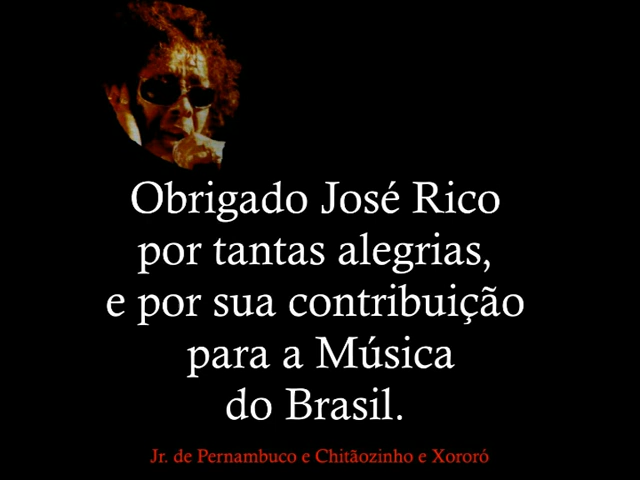 Obrigado José Rico
por tantas alegrias,
e por sua contribuição
para a Música
do Brasil.
Jr. de Pernambuco e Chitãozinho e Xororó